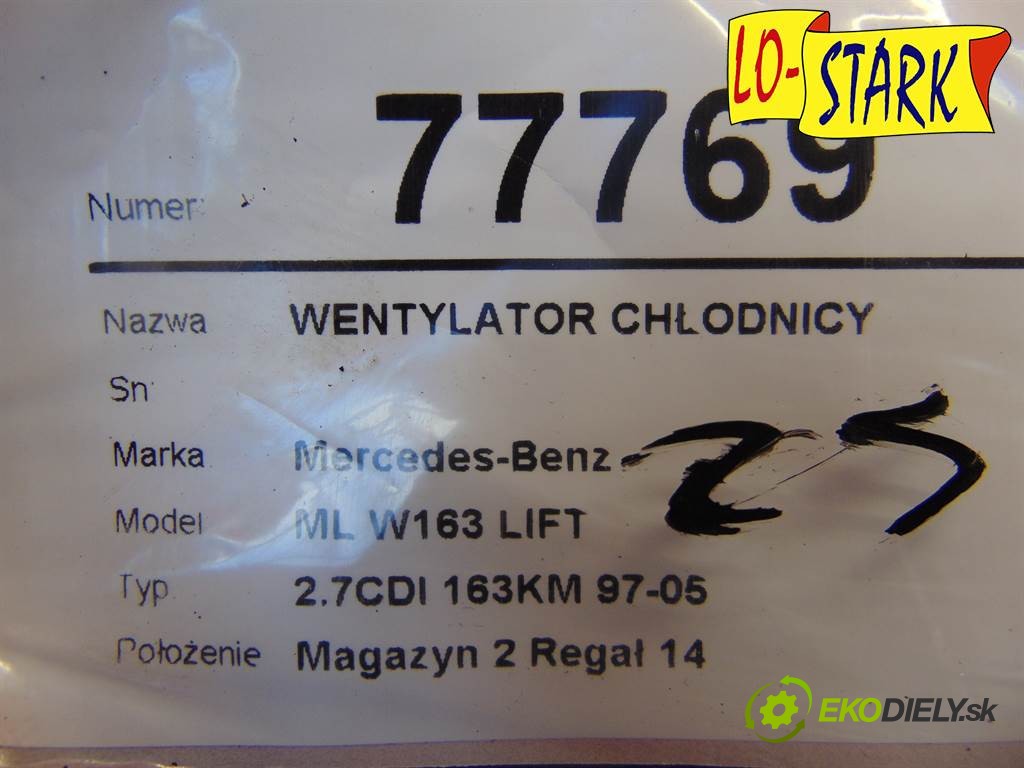 LO-STARK
Numer: 77769
Nazwa WENTYLATOR CHŁODNICY
Sn
Marka Mercedes-Benz
25
Model ML W163 LIFT
Typ 2.7CDI 163KM 97-05
Położenie Magazyn 2 Regał 14
EKODIELY.sk